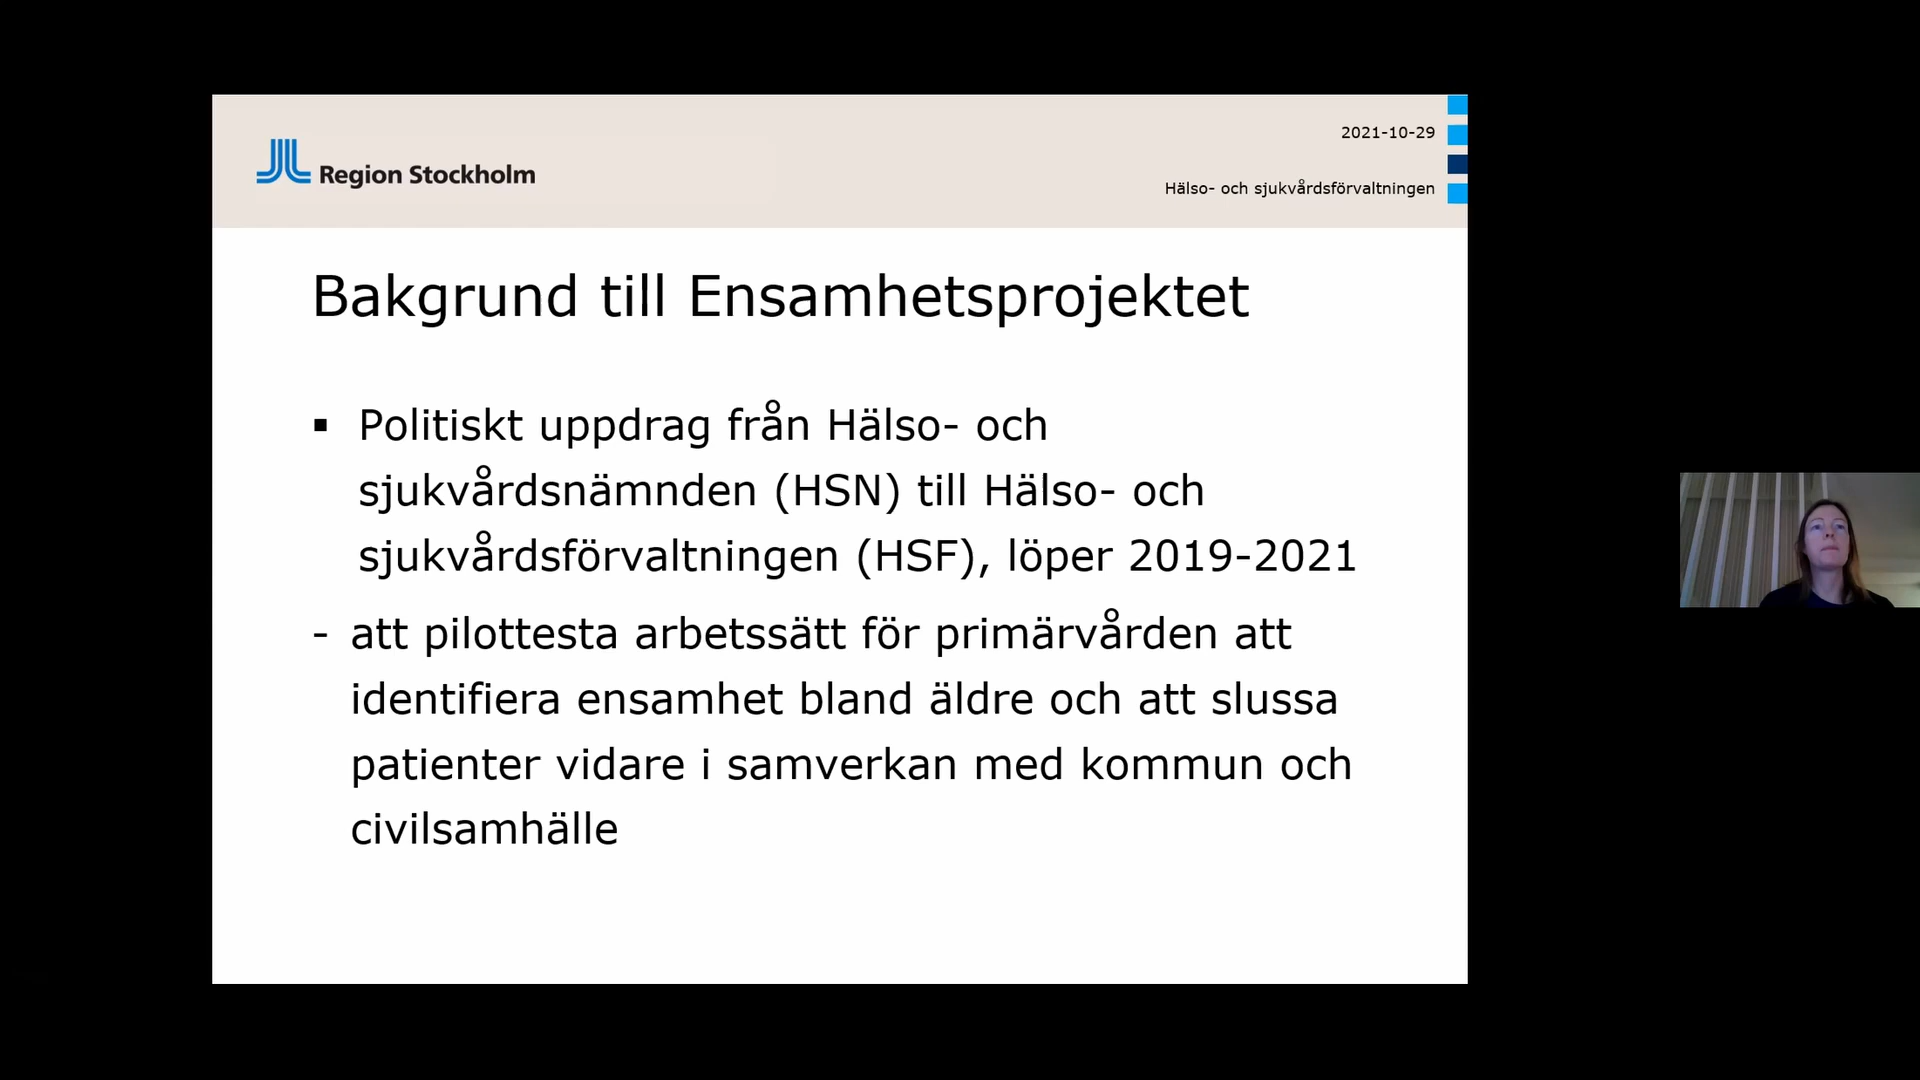 Region Stockholm
2021-10-29
Hälso- och sjukvårdsförvaltningen
Bakgrund till Ensamhetsprojektet
▪ Politiskt uppdrag från Hälso- och
sjukvårdsnämnden (HSN) till Hälso- och
sjukvårdsförvaltningen (HSF), löper 2019-2021
- att pilottesta arbetssätt för primärvården att
identifiera ensamhet bland äldre och att slussa
patienter vidare i samverkan med kommun och
civilsamhälle